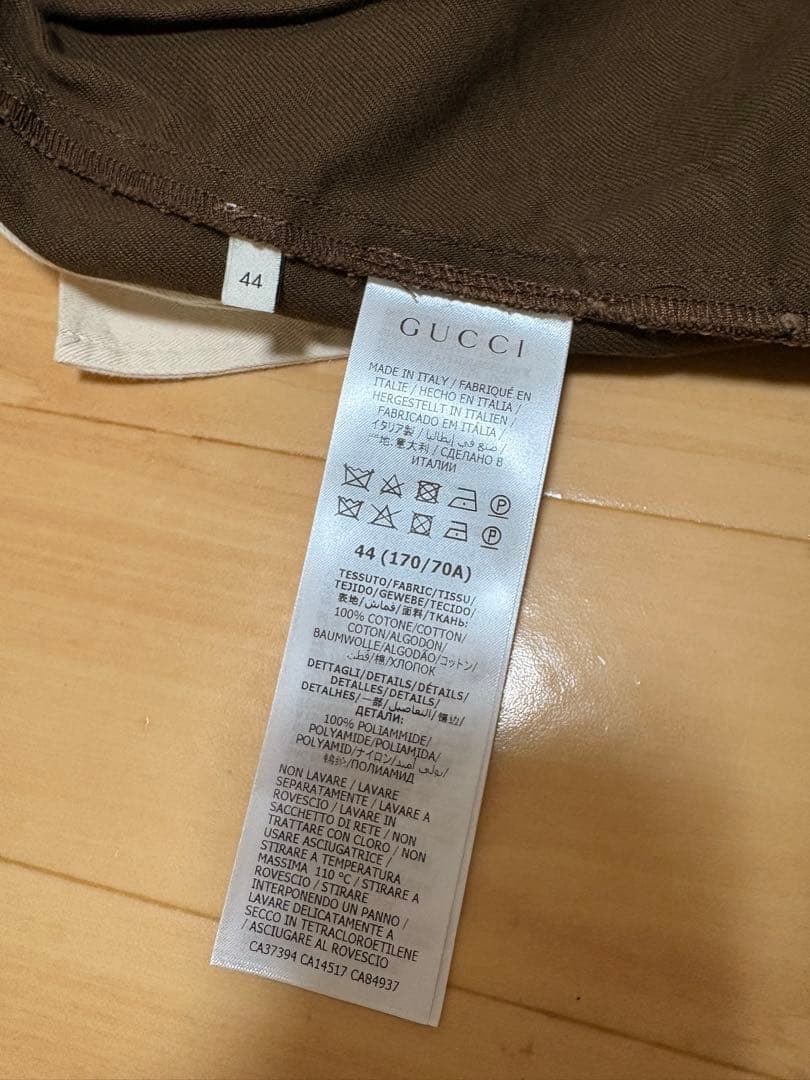 44
GUCCI
MADE IN ITALY / FABRIQUÉ EN
ITALIE / HECHO EN ITALIA /
HERGESTELLT IN ITALIEN /
FABRICADO EM ITÁLIA /
イタリア製 / صنع في إيطاليا /
地: 意大利 / СДЕЛАНО В
ИТАЛИИ
P
P
44 (170/70A)
TESSUTO/FABRIC/TISSU/
TEJIDO/GEWEBE/TECIDO/
表地/قماش/面料/ТКАНЬ:
100% COTONE/COTTON/
COTON/ALGODON/
BAUMWOLLE/ALGODÃO/コットン/
قطن/棉/ХЛОПОК
DETTAGLI/DETAILS/DÉTAILS/
DETALLES/DETAILS/
DETALHES/一部/التفاصيل/镶边/
ДЕТАЛИ:
100% POLIAMMIDE/
POLYAMIDE/POLIAMIDA/
POLYAMID/ナイロン/بولي أميد/
锦纶/ПОЛИАМИД
NON LAVARE / LAVARE
SEPARATAMENTE / LAVARE A
ROVESCIO / LAVARE IN
SACCHETTO DI RETE / NON
TRATTARE CON CLORO / NON
USARE ASCIUGATRICE /
STIRARE A TEMPERATURA
MASSIMA 110 °C / STIRARE A
ROVESCIO / STIRARE
INTERPONENDO UN PANNO /
LAVARE DELICATAMENTE A
SECCO IN TETRACLOROETILENE
/ ASCIUGARE AL ROVESCIO
CA37394 CA14517 CA84937